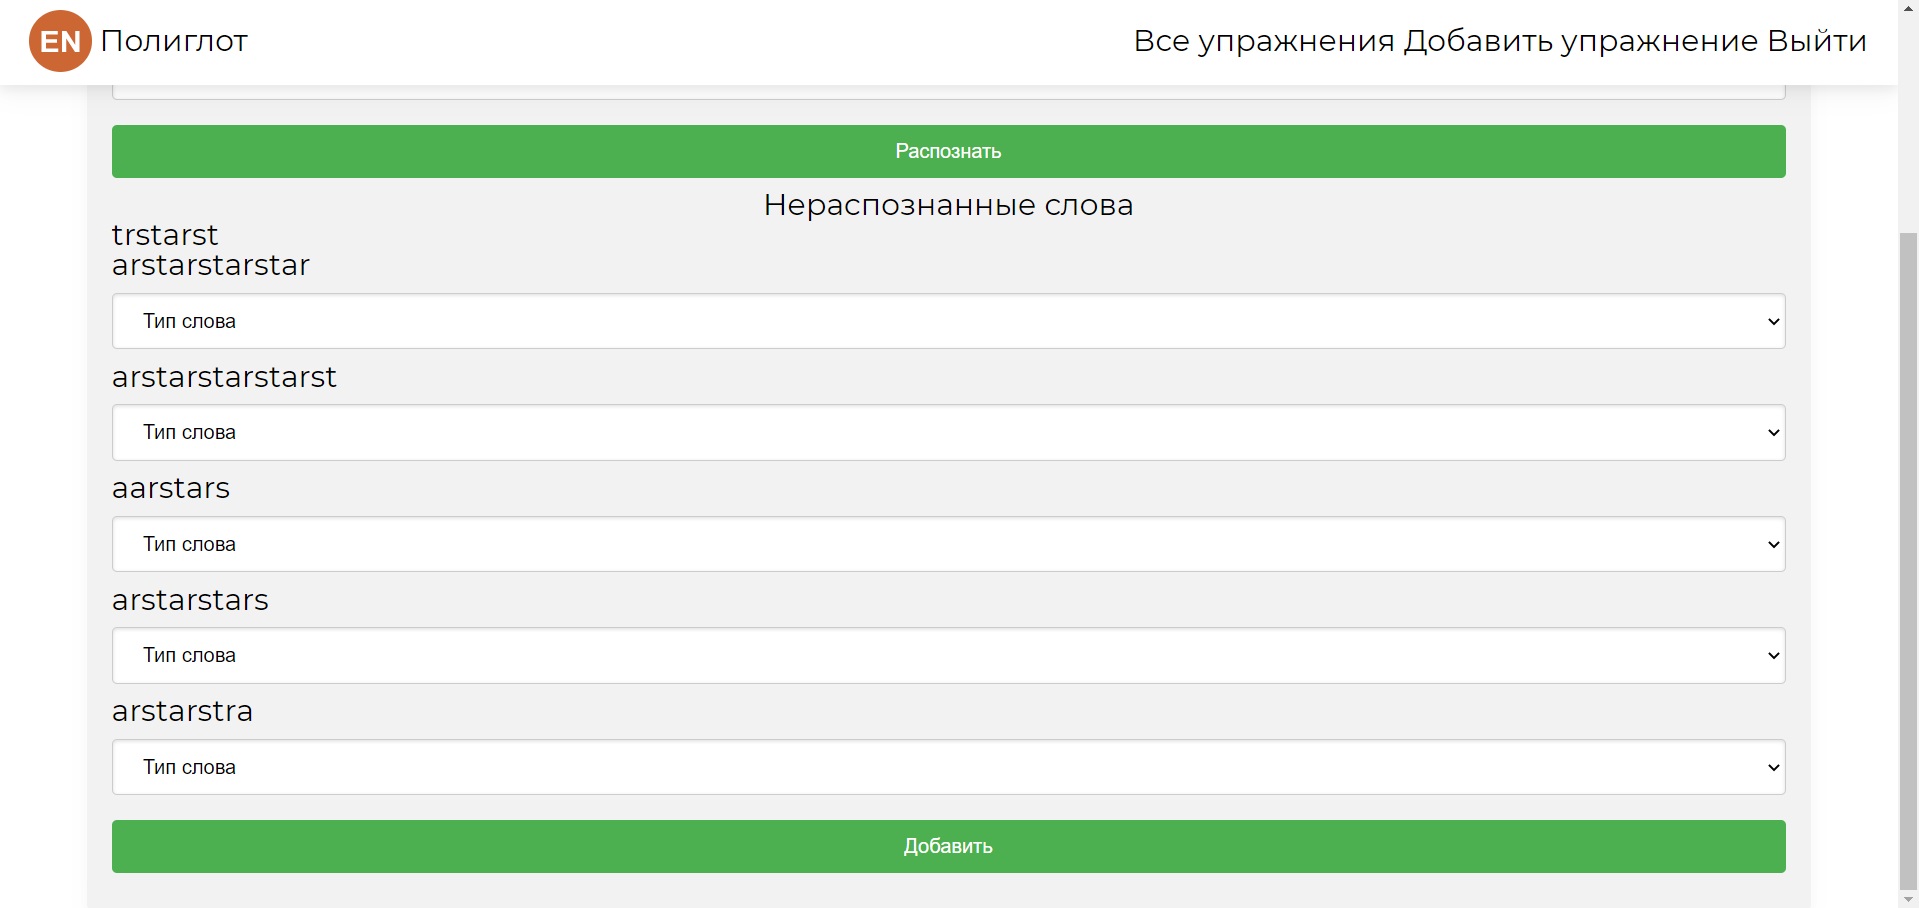 EN Полиглот Все упражнения Добавить упражнение Выйти
Распознать
Нераспознанные слова
trstarst
arstarstarstar
Тип слова
arstarstarstarst
Тип слова
aarstars
Тип слова
arstarstars
Тип слова
arstarstra
Тип слова
Добавить